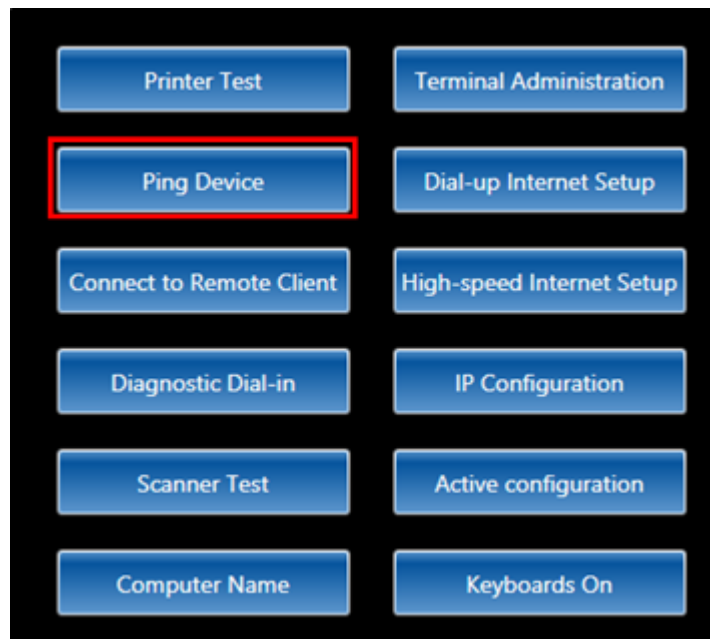 Printer Test
Terminal Administration
Ping Device
Dial-up Internet Setup
Connect to Remote Client
High-speed Internet Setup
Diagnostic Dial-in
IP Configuration
Scanner Test
Active configuration
Computer Name
Keyboards On